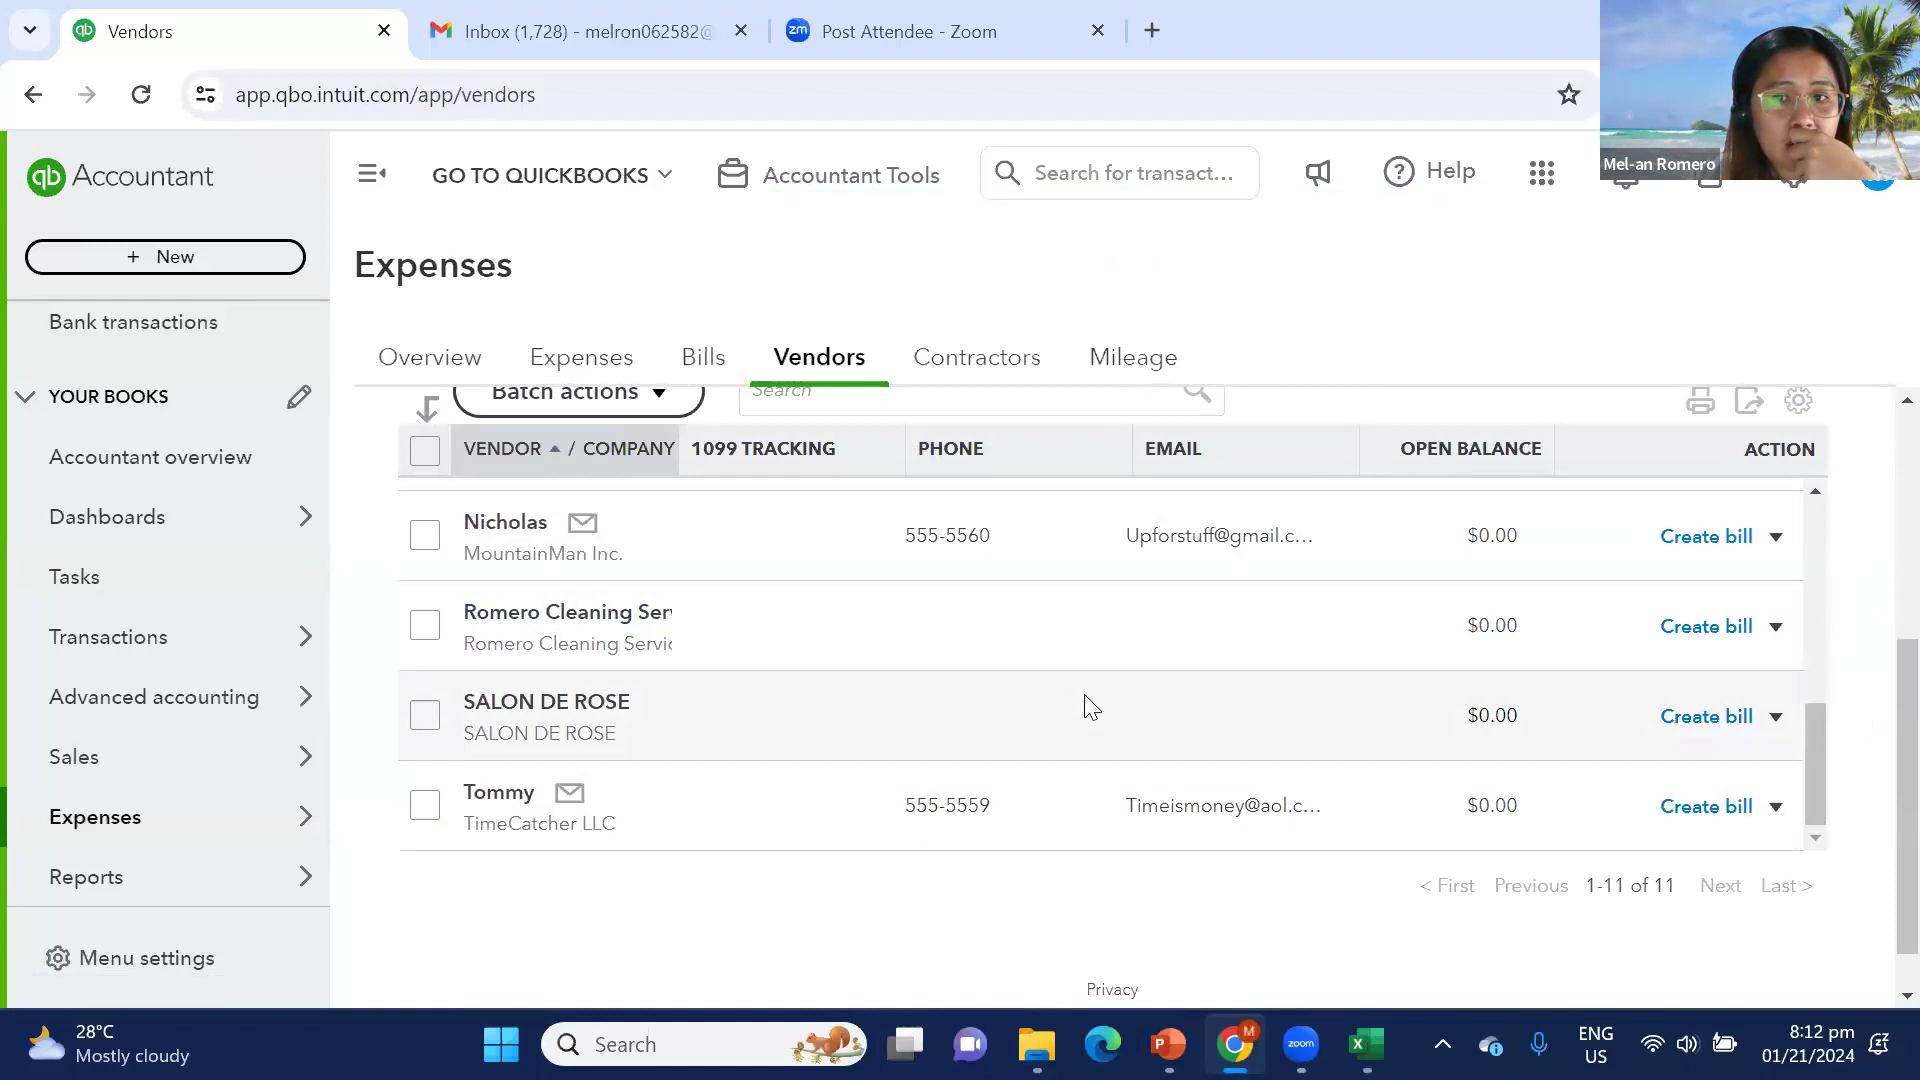 Vendors
Inbox (1,728) - melron062582@
Post Attendee - Zoom
app.qbo.intuit.com/app/vendors
Mel-an Romero
qb Accountant
GO TO QUICKBOOKS
Accountant Tools
Search for transact...
Help
+ New
Bank transactions
YOUR BOOKS
Accountant overview
Dashboards
Tasks
Transactions
Advanced accounting
Sales
Expenses
Reports
Menu settings
Expenses
Overview Expenses Bills Vendors Contractors Mileage
Batch actions
Search
VENDOR / COMPANY 1099 TRACKING PHONE EMAIL OPEN BALANCE ACTION
Nicholas
MountainMan Inc.
555-5560 Upforstuff@gmail.c... $0.00 Create bill
Romero Cleaning Ser
Romero Cleaning Servic
$0.00 Create bill
SALON DE ROSE
SALON DE ROSE
$0.00 Create bill
Tommy
TimeCatcher LLC
555-5559 Timeismoney@aol.c... $0.00 Create bill
< First Previous 1-11 of 11 Next Last >
Privacy
28°C
Mostly cloudy
Search
zoom
ENG
US
8:12 pm
01/21/2024